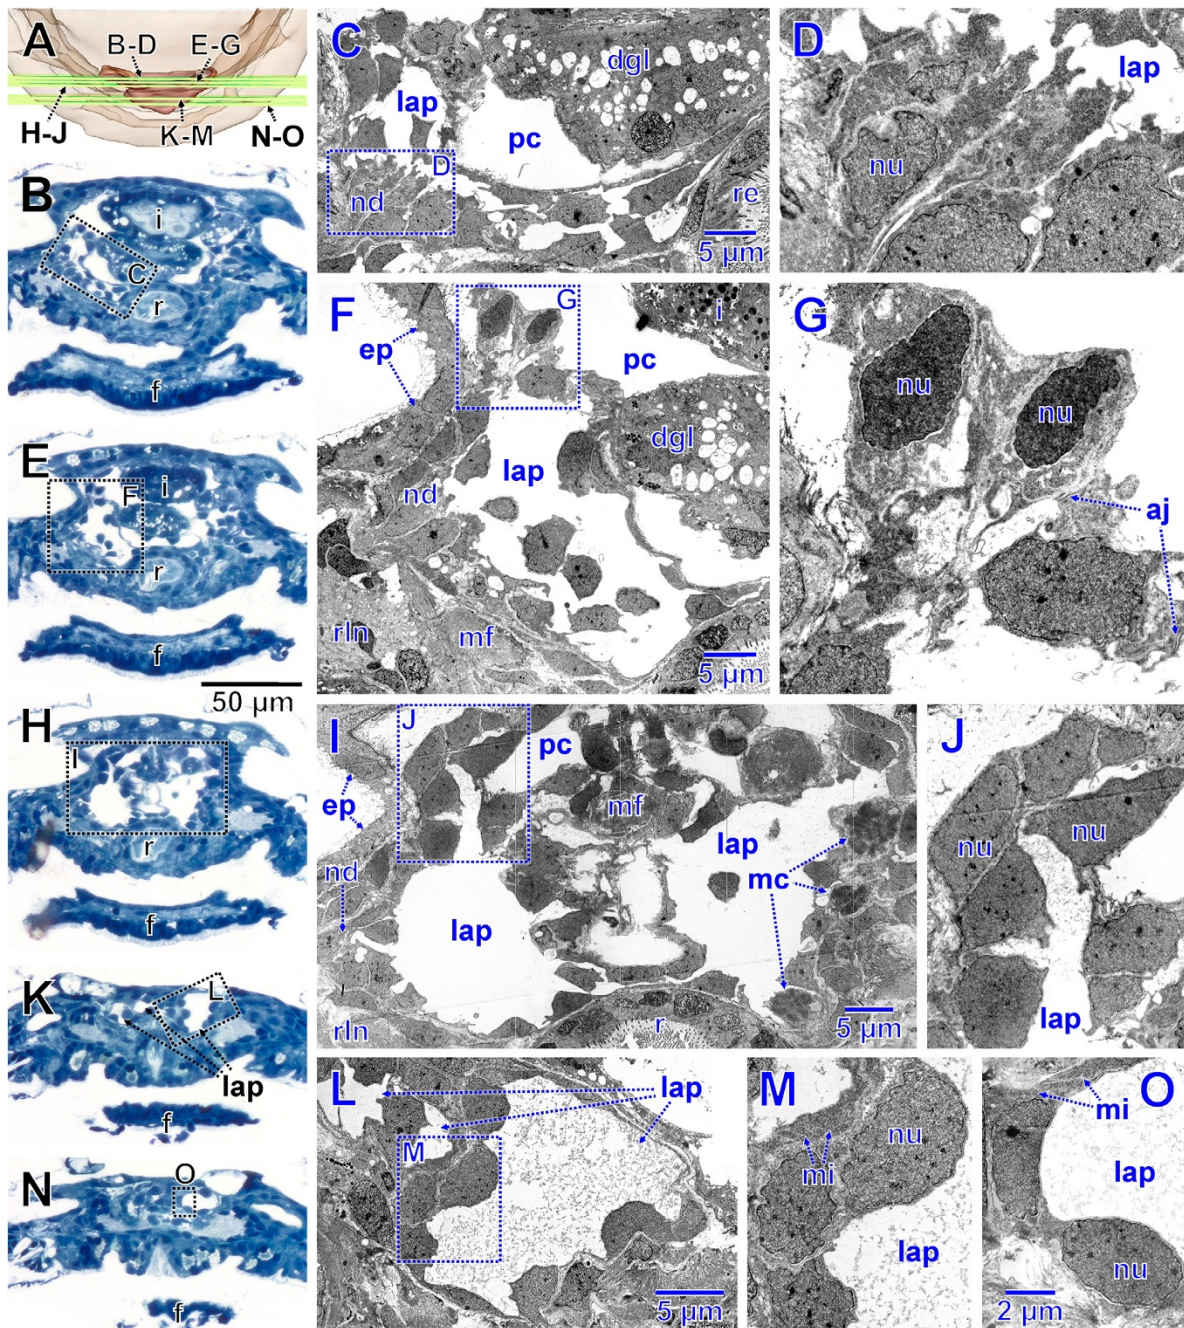 A
B-D
E-G
H-J
K-M
N-O
B
i
C
r
f
E
F
i
r
f
50 µm
H
I
r
f
K
L
lap
f
N
O
f
C
dgl
lap
pc
D
nd
re
5 µm
D
lap
nu
F
G
i
ep
pc
dgl
lap
nd
rln
mf
5 µm
G
nu
nu
aj
I
J
pc
ep
mf
lap
nd
mc
lap
rln
r
5 µm
J
nu
nu
lap
L
lap
M
5 µm
M
nu
mi
lap
O
mi
lap
nu
2 µm